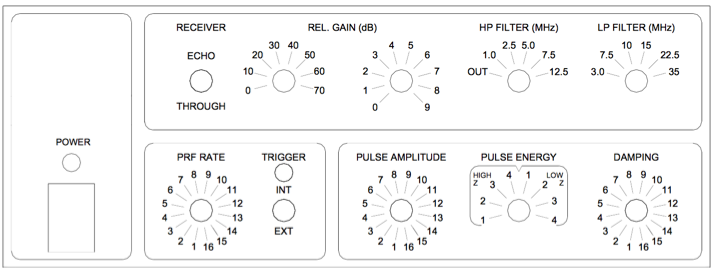 RECEIVER REL. GAIN (dB) HP FILTER (MHz) LP FILTER (MHz)
ECHO
THROUGH
0 10 20 30 40 50 60 70
0 1 2 3 4 5 6 7 8 9
OUT 1.0 2.5 5.0 7.5 12.5
3.0 7.5 10 15 22.5 35
POWER
PRF RATE TRIGGER PULSE AMPLITUDE PULSE ENERGY DAMPING
1 2 3 4 5 6 7 8 9 10 11 12 13 14 15 16
INT
EXT
1 2 3 4 5 6 7 8 9 10 11 12 13 14 15 16
HIGH Z
1 2 3 4
LOW Z
1 2 3 4
1 2 3 4 5 6 7 8 9 10 11 12 13 14 15 16